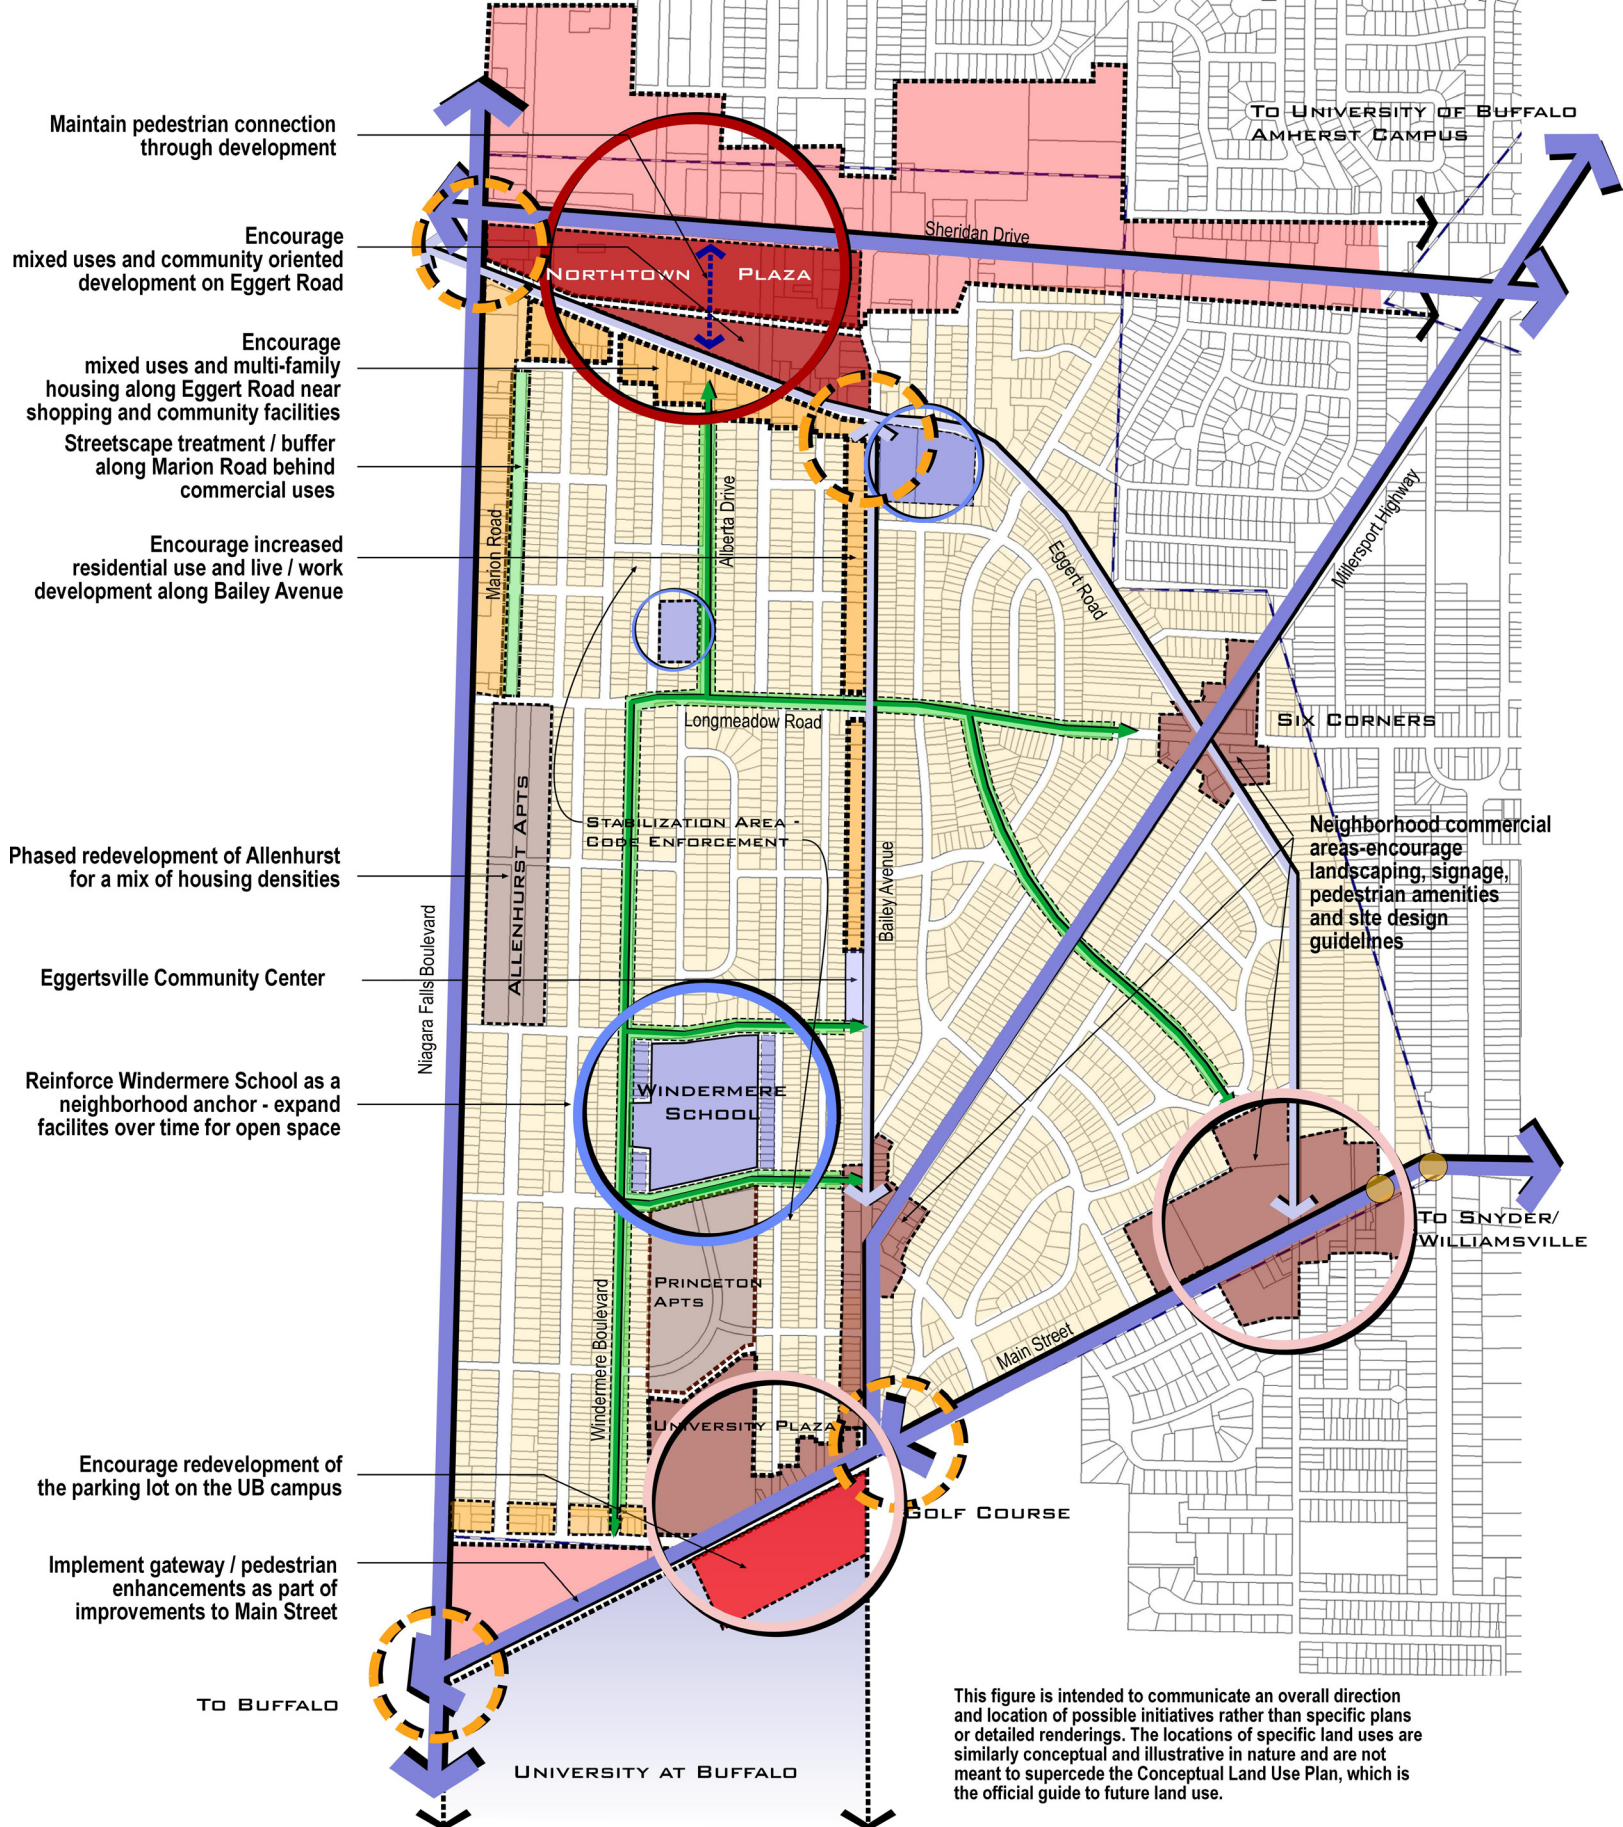 To University of Buffalo
Amherst Campus
Maintain pedestrian connection
through development
Sheridan Drive
Encourage
mixed uses and community oriented
development on Eggert Road
Northtown Plaza
Encourage
mixed uses and multi-family
housing along Eggert Road near
shopping and community facilities
Streetscape treatment / buffer
along Marion Road behind
commercial uses
Marion Road
Alberta Drive
Millersport Highway
Eggert Road
Encourage increased
residential use and live / work
development along Bailey Avenue
Longmeadow Road
Six Corners
Allenhurst Apts
Stabilization Area -
Code Enforcement
Neighborhood commercial
areas-encourage
landscaping, signage,
pedestrian amenities
and site design
guidelines
Phased redevelopment of Allenhurst
for a mix of housing densities
Bailey Avenue
Niagara Falls Boulevard
Eggertsville Community Center
Reinforce Windermere School as a
neighborhood anchor - expand
facilites over time for open space
Windermere
School
To Snyder/
Williamsville
Princeton
Apts
Windermere Boulevard
Main Street
University Plaza
Encourage redevelopment of
the parking lot on the UB campus
Golf Course
Implement gateway / pedestrian
enhancements as part of
improvements to Main Street
To Buffalo
University at Buffalo
This figure is intended to communicate an overall direction
and location of possible initiatives rather than specific plans
or detailed renderings. The locations of specific land uses are
similarly conceptual and illustrative in nature and are not
meant to supercede the Conceptual Land Use Plan, which is
the official guide to future land use.